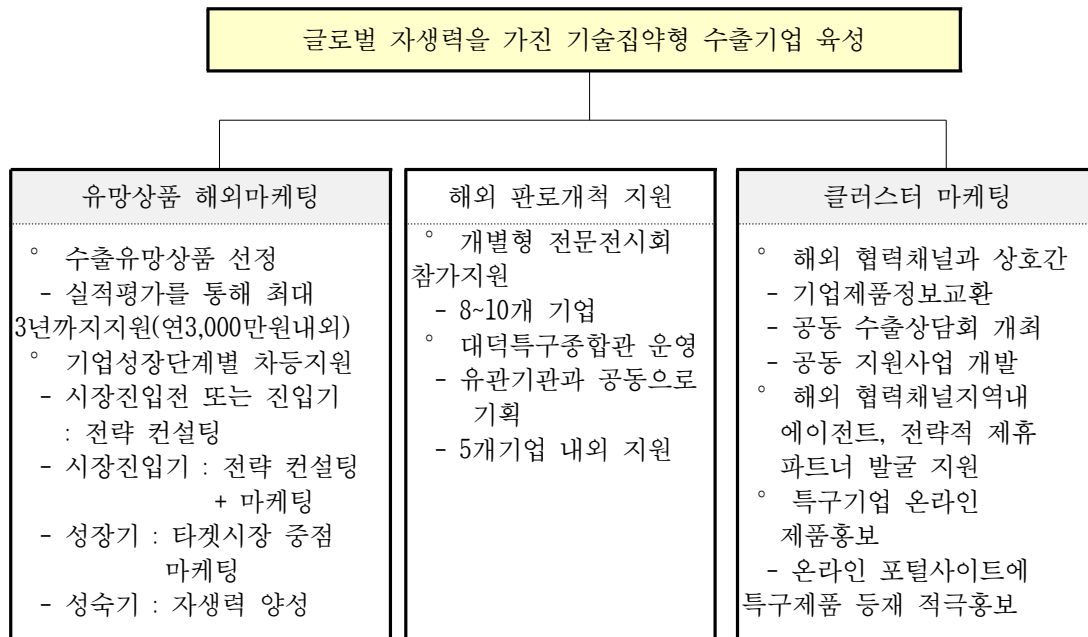 글로벌 자생력을 가진 기술집약형 수출기업 육성
유망상품 해외마케팅
° 수출유망상품 선정
- 실적평가를 통해 최대
3년까지지원(연3,000만원내외)
° 기업성장단계별 차등지원
- 시장진입전 또는 진입기
: 전략 컨설팅
- 시장진입기 : 전략 컨설팅
+ 마케팅
- 성장기 : 타겟시장 중점
마케팅
- 성숙기 : 자생력 양성
해외 판로개척 지원
° 개별형 전문전시회
참가지원
- 8~10개 기업
° 대덕특구종합관 운영
- 유관기관과 공동으로
기획
- 5개기업 내외 지원
클러스터 마케팅
° 해외 협력채널과 상호간
- 기업제품정보교환
- 공동 수출상담회 개최
- 공동 지원사업 개발
° 해외 협력채널지역내
에이전트, 전략적 제휴
파트너 발굴 지원
° 특구기업 온라인
제품홍보
- 온라인 포털사이트에
특구제품 등재 적극홍보